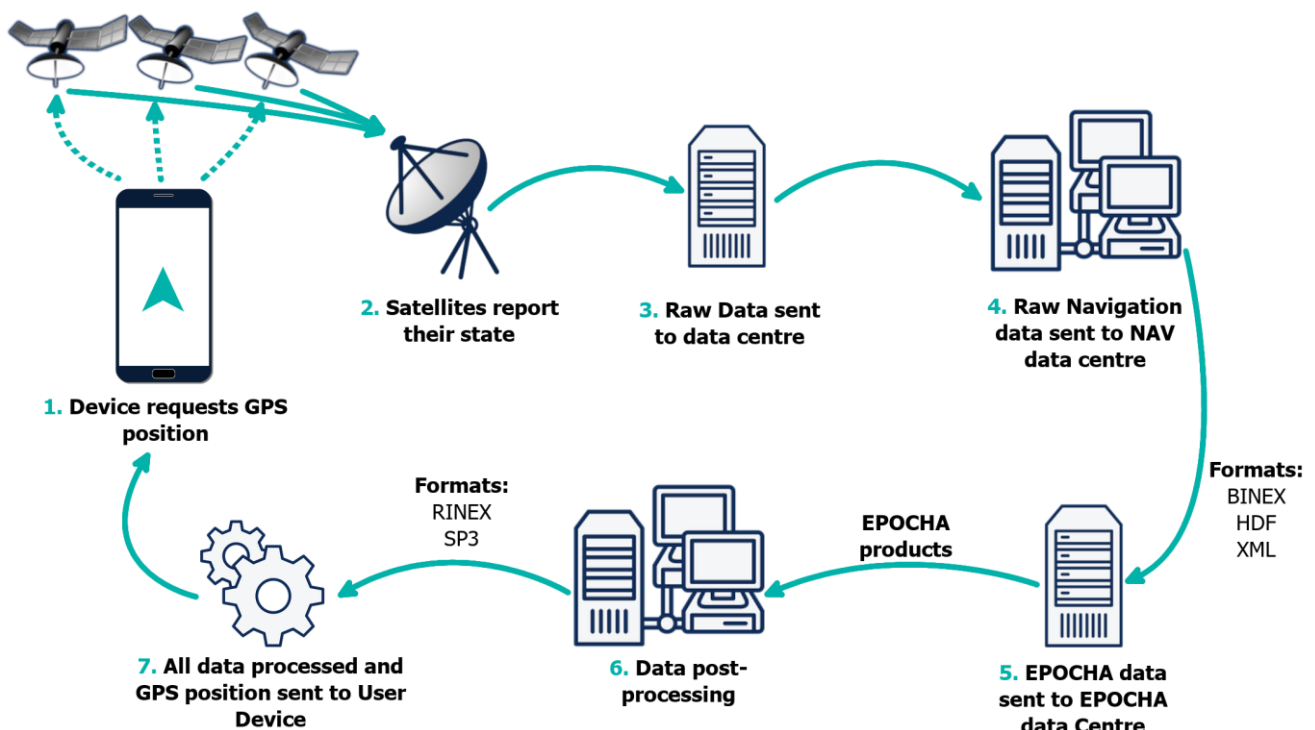 1. Device requests GPS
position
2. Satellites report
their state
3. Raw Data sent
to data centre
4. Raw Navigation
data sent to NAV
data centre
Formats:
BINEX
HDF
XML
5. EPOCHA data
sent to EPOCHA
data Centre
EPOCHA
products
6. Data post-
processing
Formats:
RINEX
SP3
7. All data processed and
GPS position sent to User
Device